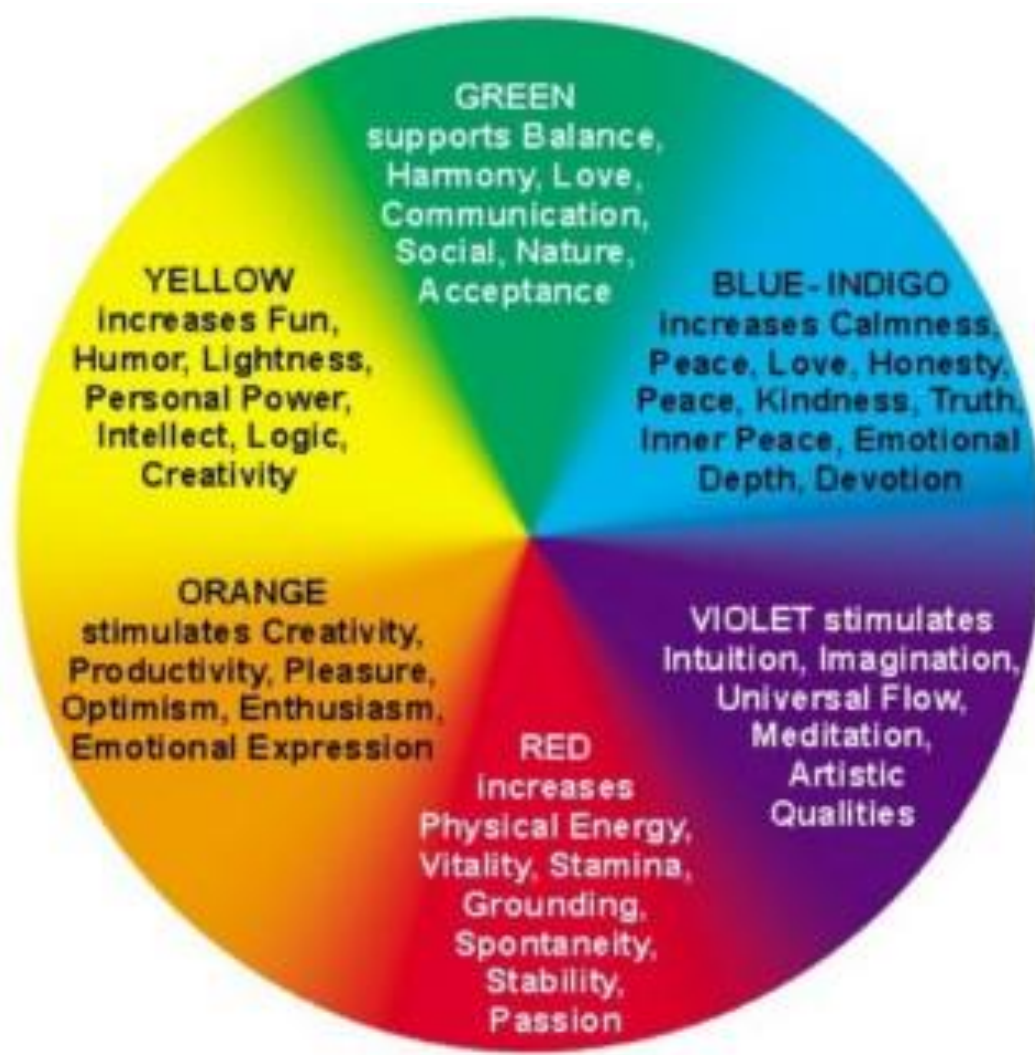 GREEN
supports Balance,
Harmony, Love,
Communication,
Social, Nature,
Acceptance
BLUE-INDIGO
increases Calmness,
Peace, Love, Honesty,
Peace, Kindness, Truth,
Inner Peace, Emotional
Depth, Devotion
VIOLET stimulates
Intuition, Imagination,
Universal Flow,
Meditation,
Artistic
Qualities
RED
increases
Physical Energy,
Vitality, Stamina,
Grounding,
Spontaneity,
Stability,
Passion
ORANGE
stimulates Creativity,
Productivity, Pleasure,
Optimism, Enthusiasm,
Emotional Expression
YELLOW
increases Fun,
Humor, Lightness,
Personal Power,
Intellect, Logic,
Creativity